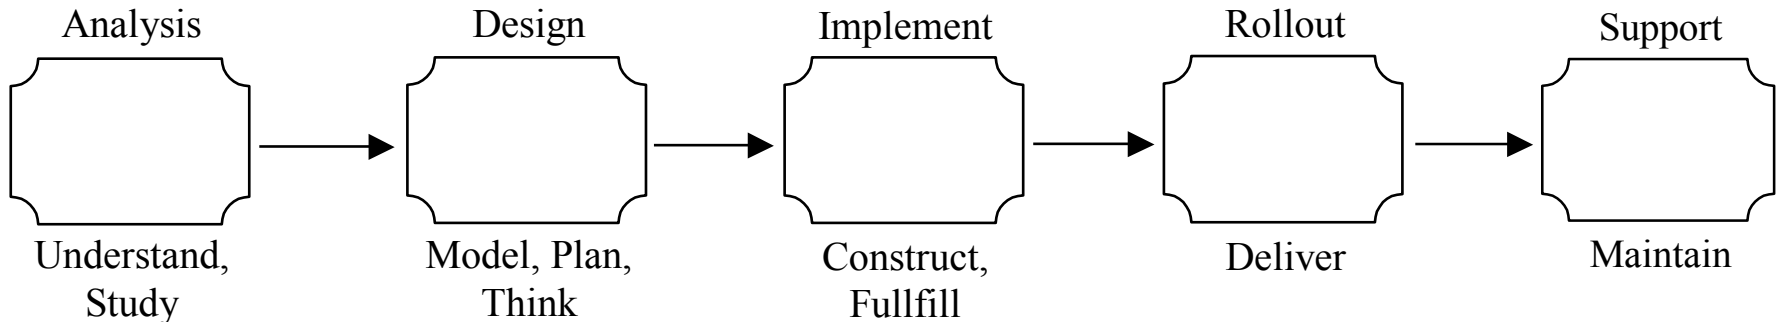 Analysis
Design
Implement
Rollout
Support
Understand,
Study
Model, Plan,
Think
Construct,
Fullfill
Deliver
Maintain